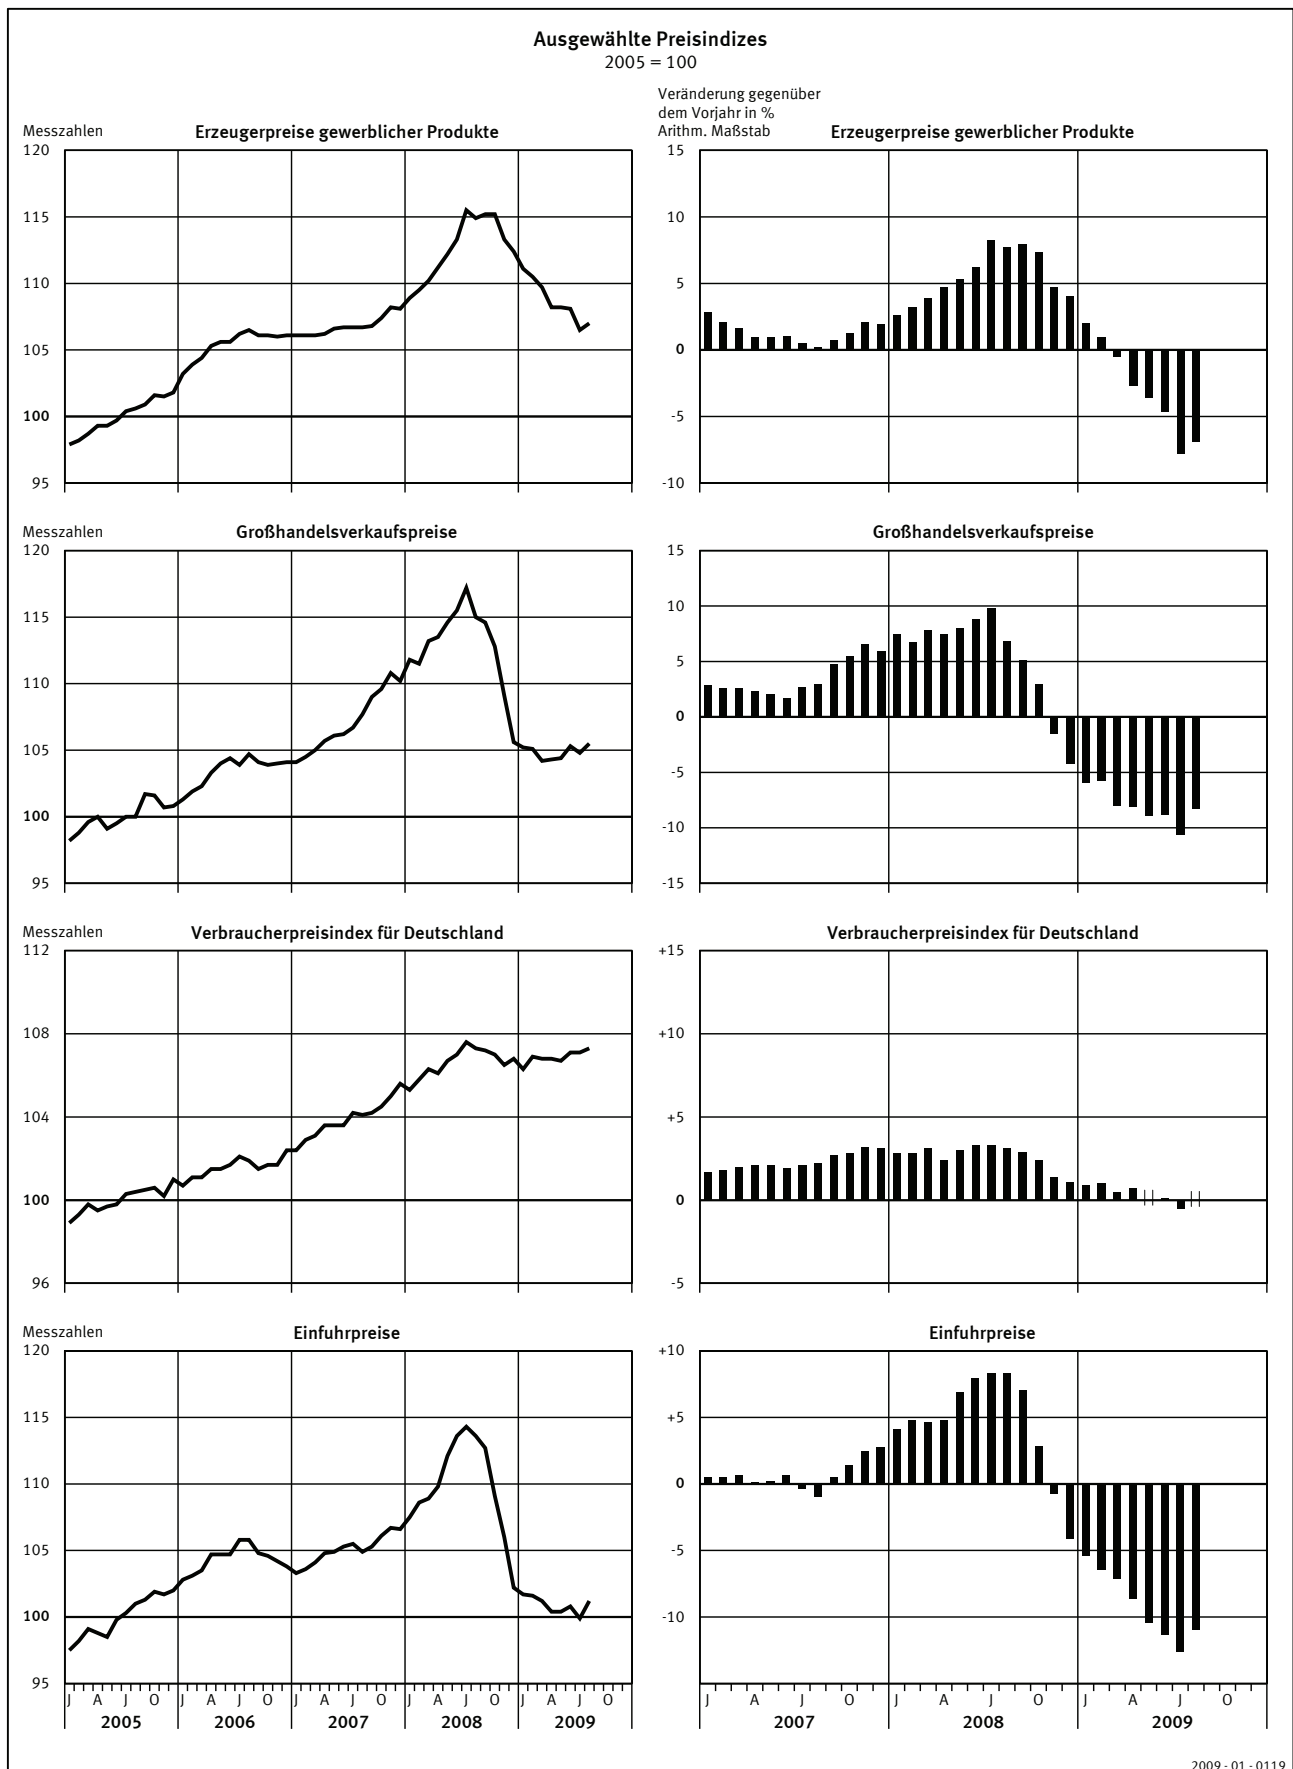 Ausgewählte Preisindizes
2005 = 100
Veränderung gegenüber
dem Vorjahr in %
Arithm. Maßstab
Messzahlen
Erzeugerpreise gewerblicher Produkte
120
115
110
105
100
95
Erzeugerpreise gewerblicher Produkte
15
10
5
0
-5
-10
Messzahlen
Großhandelsverkaufspreise
120
115
110
105
100
95
Großhandelsverkaufspreise
15
10
5
0
-5
-10
-15
Messzahlen
Verbraucherpreisindex für Deutschland
112
108
104
100
96
Verbraucherpreisindex für Deutschland
+15
+10
+5
0
-5
Messzahlen
Einfuhrpreise
120
115
110
105
100
95
J A J O J A J O J A J O J A J O J A J O
2005 2006 2007 2008 2009
Einfuhrpreise
+10
+5
0
-5
-10
J A J O J A J O J A J O
2007 2008 2009
2009 - 01 - 0119